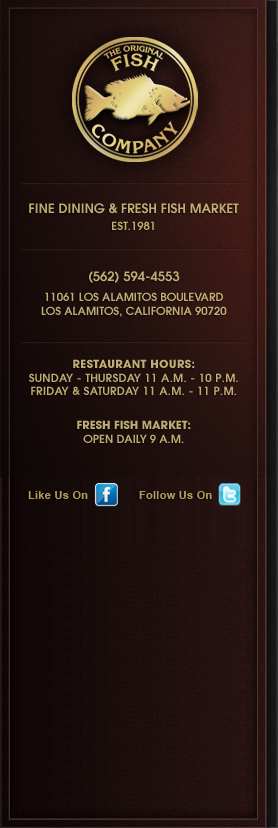 THE ORIGINAL
FISH
COMPANY
FINE DINING & FRESH FISH MARKET
EST.1981
(562) 594-4553
11061 LOS ALAMITOS BOULEVARD
LOS ALAMITOS, CALIFORNIA 90720
RESTAURANT HOURS:
SUNDAY - THURSDAY 11 A.M. - 10 P.M.
FRIDAY & SATURDAY 11 A.M. - 11 P.M.
FRESH FISH MARKET:
OPEN DAILY 9 A.M.
Like Us On f Follow Us On t